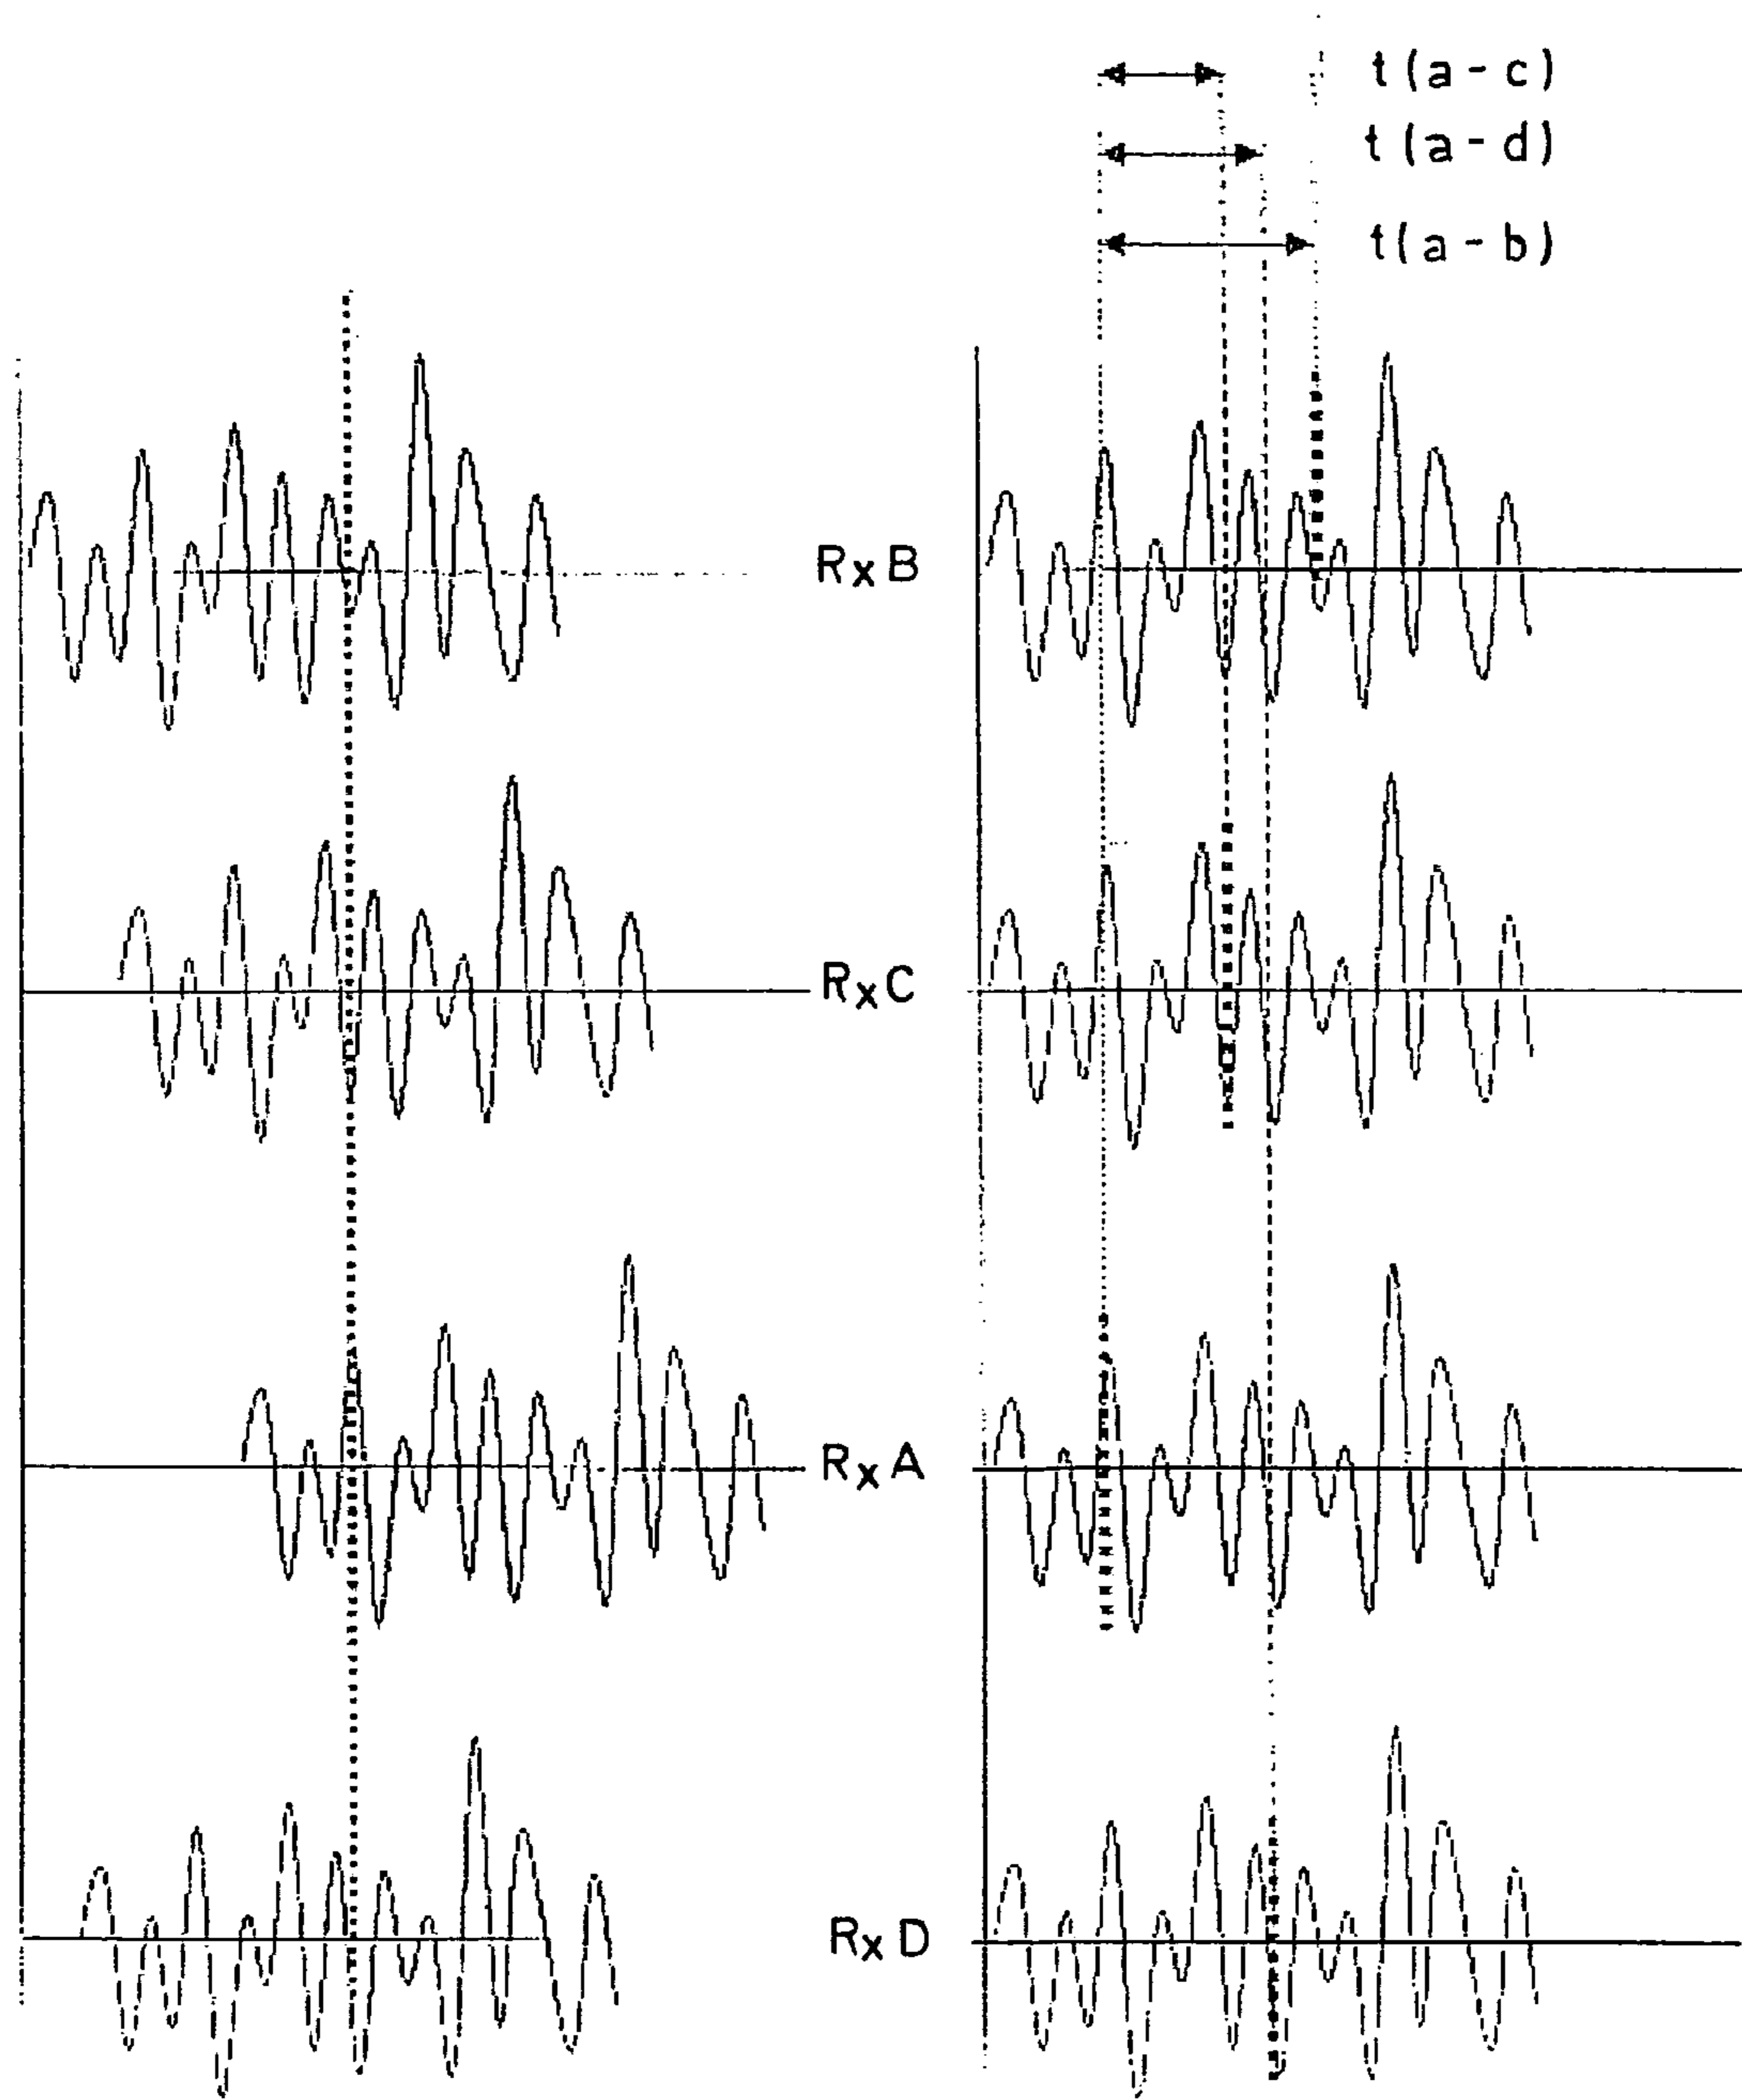 t(a-c)
t(a-d)
t(a-b)
RxB
RxC
RxA
RxD